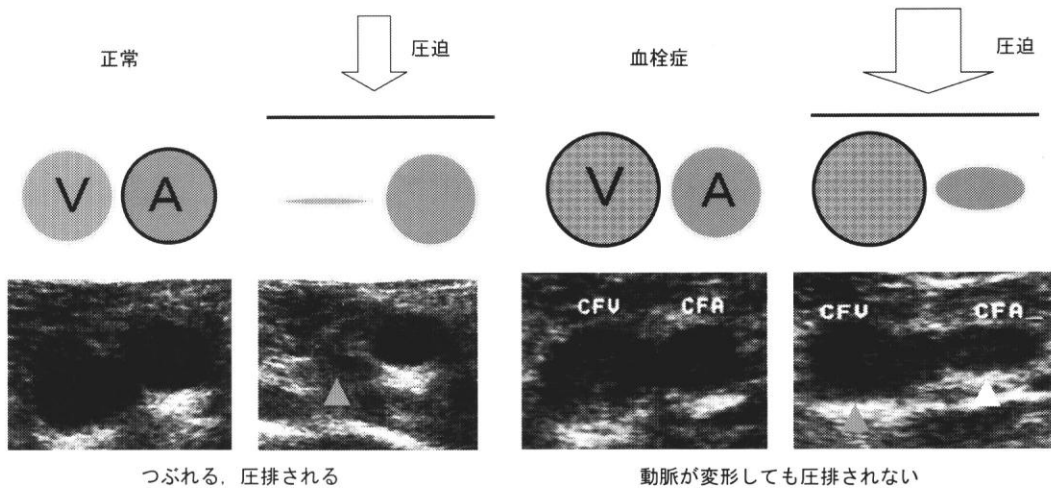 正常
圧迫
血栓症
圧迫
V A
V A
CFV CFA
CFV CFA
つぶれる，圧排される
動脈が変形しても圧排されない